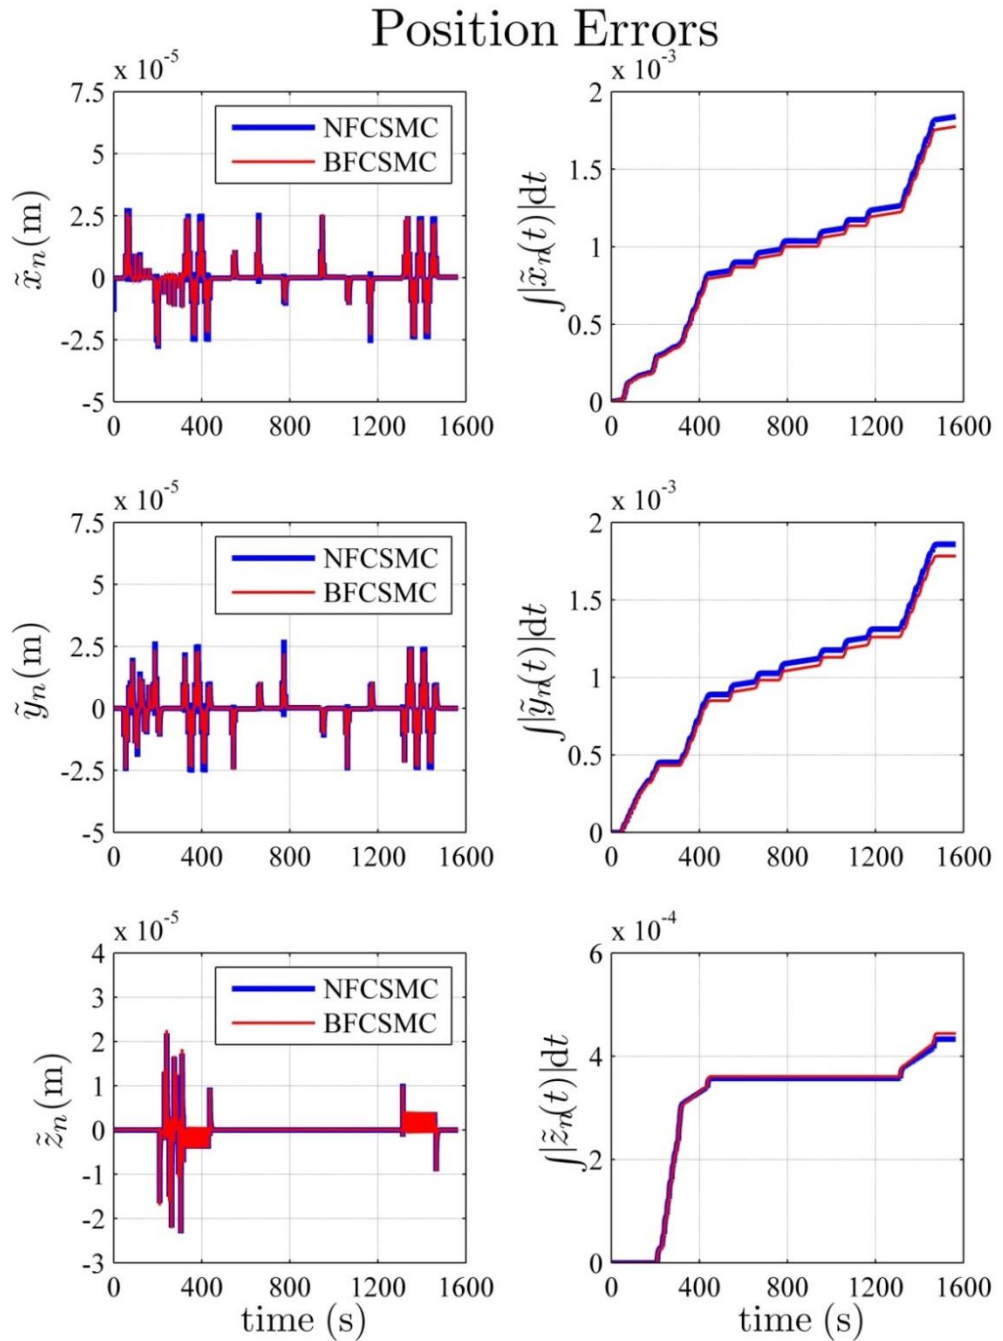 Position Errors
x 10⁻⁵
7.5
5
2.5
0
-2.5
-5
0 400 800 1200 1600
x̃ₙ(m)
NFCSMC
BFCSMC
x 10⁻³
2
1.5
1
0.5
0
0 400 800 1200 1600
∫|x̃ₙ(t)|dt
x 10⁻⁵
7.5
5
2.5
0
-2.5
-5
0 400 800 1200 1600
ỹₙ(m)
NFCSMC
BFCSMC
x 10⁻³
2
1.5
1
0.5
0
0 400 800 1200 1600
∫|ỹₙ(t)|dt
x 10⁻⁵
4
3
2
1
0
-1
-2
-3
0 400 800 1200 1600
z̃ₙ(m)
NFCSMC
BFCSMC
time (s)
x 10⁻⁴
6
4
2
0
0 400 800 1200 1600
∫|z̃ₙ(t)|dt
time (s)